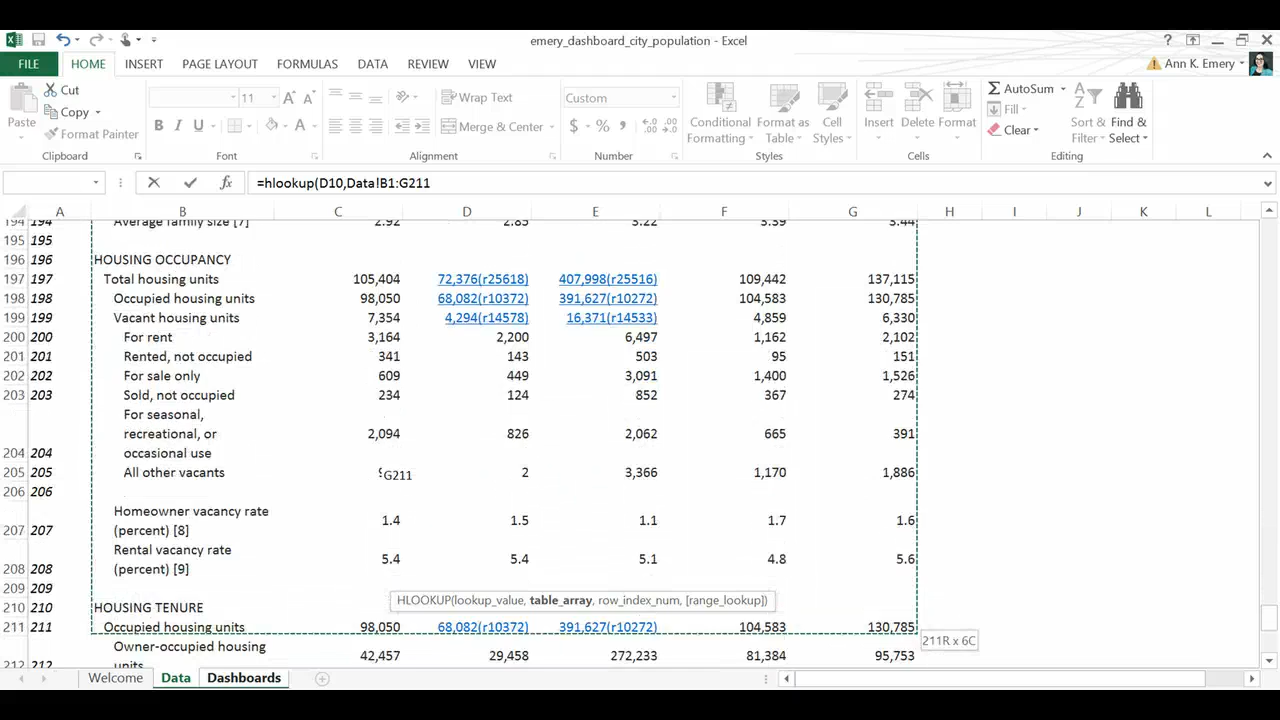 emery_dashboard_city_population - Excel
FILE HOME INSERT PAGE LAYOUT FORMULAS DATA REVIEW VIEW Ann K. Emery
Cut
Copy
Format Painter
Paste
11
Wrap Text
Merge & Center
Custom
$ % ,
Conditional Formatting
Format as Table
Cell Styles
Insert Delete Format
AutoSum
Fill
Clear
Sort & Filter
Find & Select
Clipboard Font Alignment Number Styles Cells Editing
=hlookup(D10,Data!B1:G211
A B C D E F G H I J K L
194 194 Average family size [7] 2.92 2.85 3.22 3.39 3.44
195 195
196 196 HOUSING OCCUPANCY
197 197 Total housing units 105,404 72,376(r25618) 407,998(r25516) 109,442 137,115
198 198 Occupied housing units 98,050 68,082(r10372) 391,627(r10272) 104,583 130,785
199 199 Vacant housing units 7,354 4,294(r14578) 16,371(r14533) 4,859 6,330
200 200 For rent 3,164 2,200 6,497 1,162 2,102
201 201 Rented, not occupied 341 143 503 95 151
202 202 For sale only 609 449 3,091 1,400 1,526
203 203 Sold, not occupied 234 124 852 367 274
For seasonal,
recreational, or 2,094 826 2,062 665 391
204 204 occasional use
205 205 All other vacants G211 2 3,366 1,170 1,886
206 206
Homeowner vacancy rate 1.4 1.5 1.1 1.7 1.6
207 207 (percent) [8]
Rental vacancy rate 5.4 5.4 5.1 4.8 5.6
208 208 (percent) [9]
209 209
210 210 HOUSING TENURE
HLOOKUP(lookup_value, table_array, row_index_num, [range_lookup])
211 211 Occupied housing units 98,050 68,082(r10372) 391,627(r10272) 104,583 130,785
211R x 6C
Owner-occupied housing 42,457 29,458 272,233 81,384 95,753
212 212 units
Welcome Data Dashboards